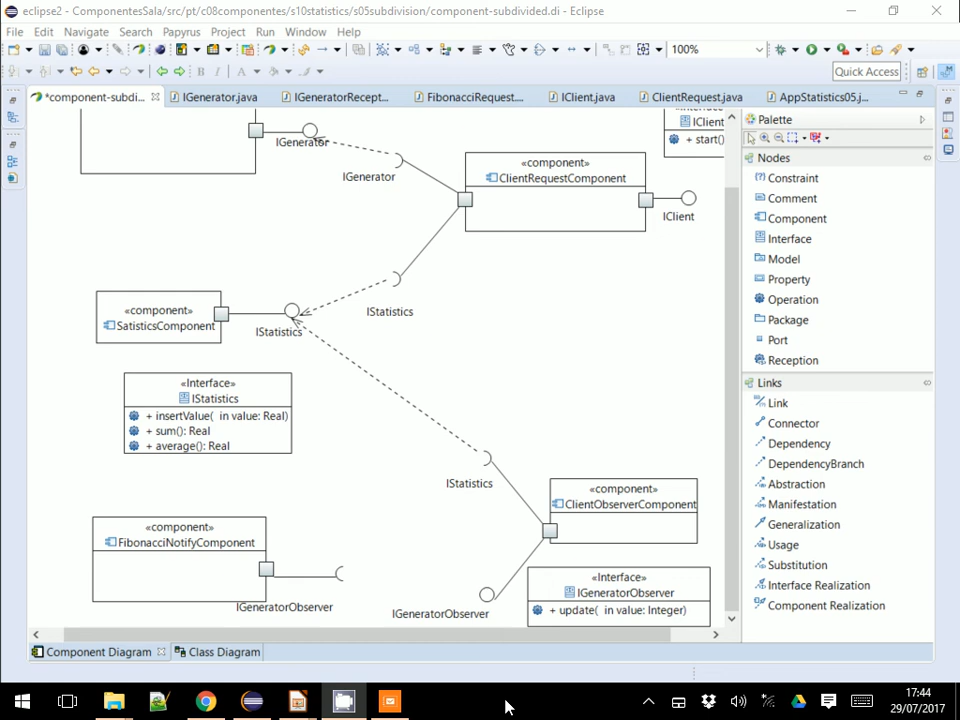 eclipse2 - ComponentesSala/src/pt/c08componentes/s10statistics/s05subdivision/component-subdivided.di - Eclipse
File Edit Navigate Search Papyrus Project Run Window Help
100%
Quick Access
*component-subdi... IGenerator.java IGeneratorRecept... FibonacciRequest.... IClient.java ClientRequest.java AppStatistics05.j...
IGenerator
IGenerator
«component»
ClientRequestComponent
IClient
+ start()
IClient
IStatistics
«component»
SatisticsComponent
IStatistics
«Interface»
IStatistics
+ insertValue( in value: Real)
+ sum(): Real
+ average(): Real
IStatistics
«component»
ClientObserverComponent
«component»
FibonacciNotifyComponent
IGeneratorObserver
IGeneratorObserver
«Interface»
IGeneratorObserver
+ update( in value: Integer)
Palette
Nodes
Constraint
Comment
Component
Interface
Model
Property
Operation
Package
Port
Reception
Links
Link
Connector
Dependency
DependencyBranch
Abstraction
Manifestation
Generalization
Usage
Substitution
Interface Realization
Component Realization
Component Diagram Class Diagram
17:44
29/07/2017